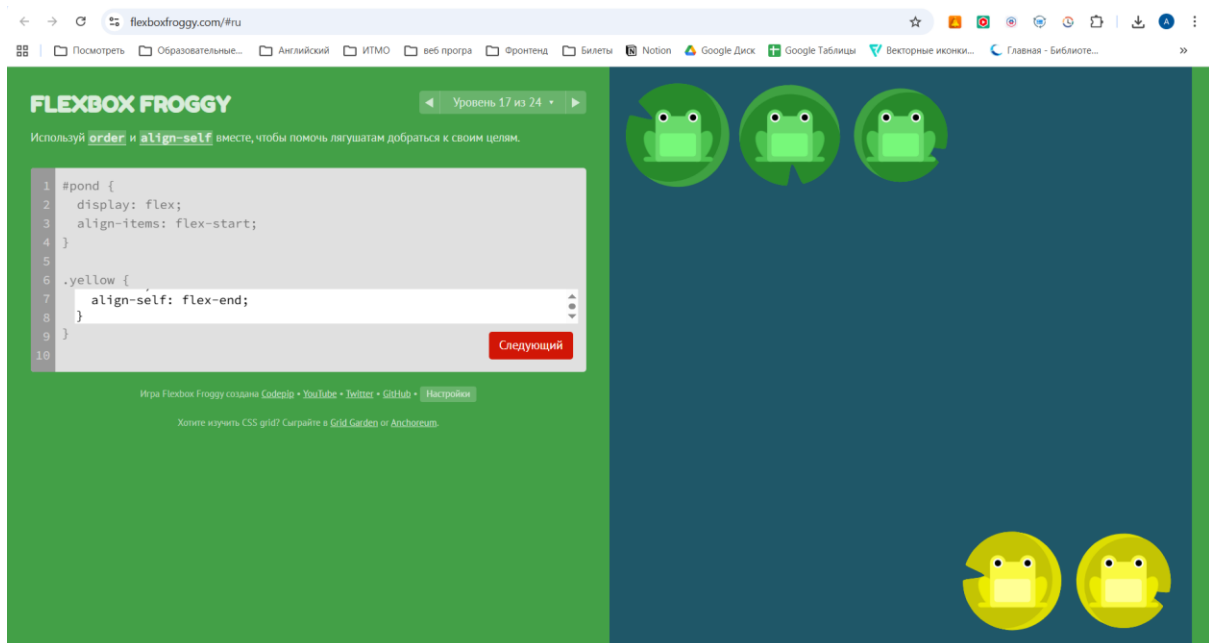 flexboxfroggy.com/#ru
Посмотреть Образовательные... Английский ИТМО веб програ Фронтенд Билеты Notion Google Диск Google Таблицы Векторные иконки... Главная - Библиоте... »
FLEXBOX FROGGY
Уровень 17 из 24
Используй order и align-self вместе, чтобы помочь лягушатам добраться к своим целям.
1 #pond {
2 display: flex;
3 align-items: flex-start;
4 }
5
6 .yellow {
7 align-self: flex-end;
8 }
9 }
10
Следующий
Игра Flexbox Froggy создана Codepip • YouTube • Twitter • GitHub • Настройки
Хотите изучить CSS grid? Сыграйте в Grid Garden or Anchoreum.